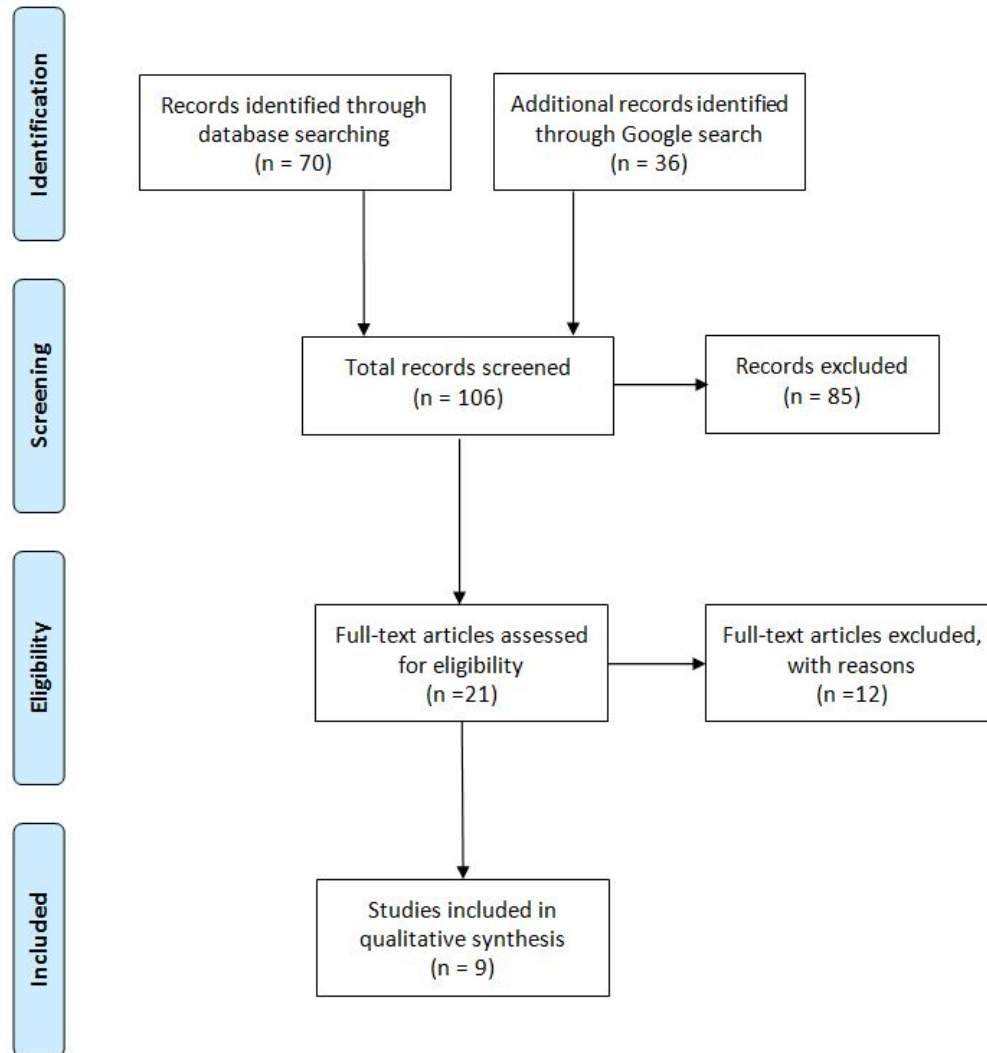 Identification
Records identified through
database searching
(n = 70)
Additional records identified
through Google search
(n = 36)
Screening
Total records screened
(n = 106)
Records excluded
(n = 85)
Eligibility
Full-text articles assessed
for eligibility
(n =21)
Full-text articles excluded,
with reasons
(n =12)
Included
Studies included in
qualitative synthesis
(n = 9)